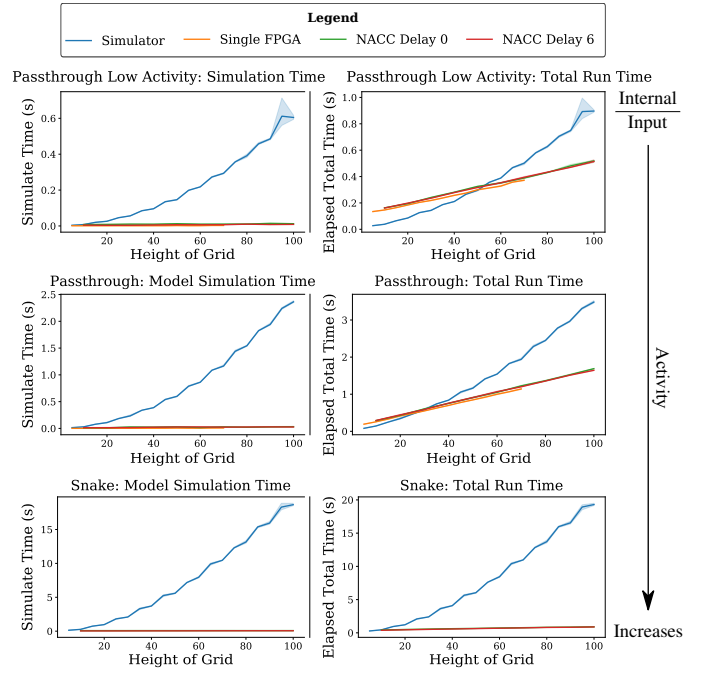 Legend
Simulator Single FPGA NACC Delay 0 NACC Delay 6
Passthrough Low Activity: Simulation Time
Simulate Time (s)
0.6
0.4
0.2
0.0
20 40 60 80 100
Height of Grid
Passthrough Low Activity: Total Run Time
Elapsed Total Time (s)
1.0
0.8
0.6
0.4
0.2
0.0
20 40 60 80 100
Height of Grid
Internal
Input
Passthrough: Model Simulation Time
Simulate Time (s)
2.5
2.0
1.5
1.0
0.5
0.0
20 40 60 80 100
Height of Grid
Passthrough: Total Run Time
Elapsed Total Time (s)
3
2
1
0
20 40 60 80 100
Height of Grid
Activity
Snake: Model Simulation Time
Simulate Time (s)
15
10
5
0
20 40 60 80 100
Height of Grid
Snake: Total Run Time
Elapsed Total Time (s)
20
15
10
5
0
20 40 60 80 100
Height of Grid
Increases